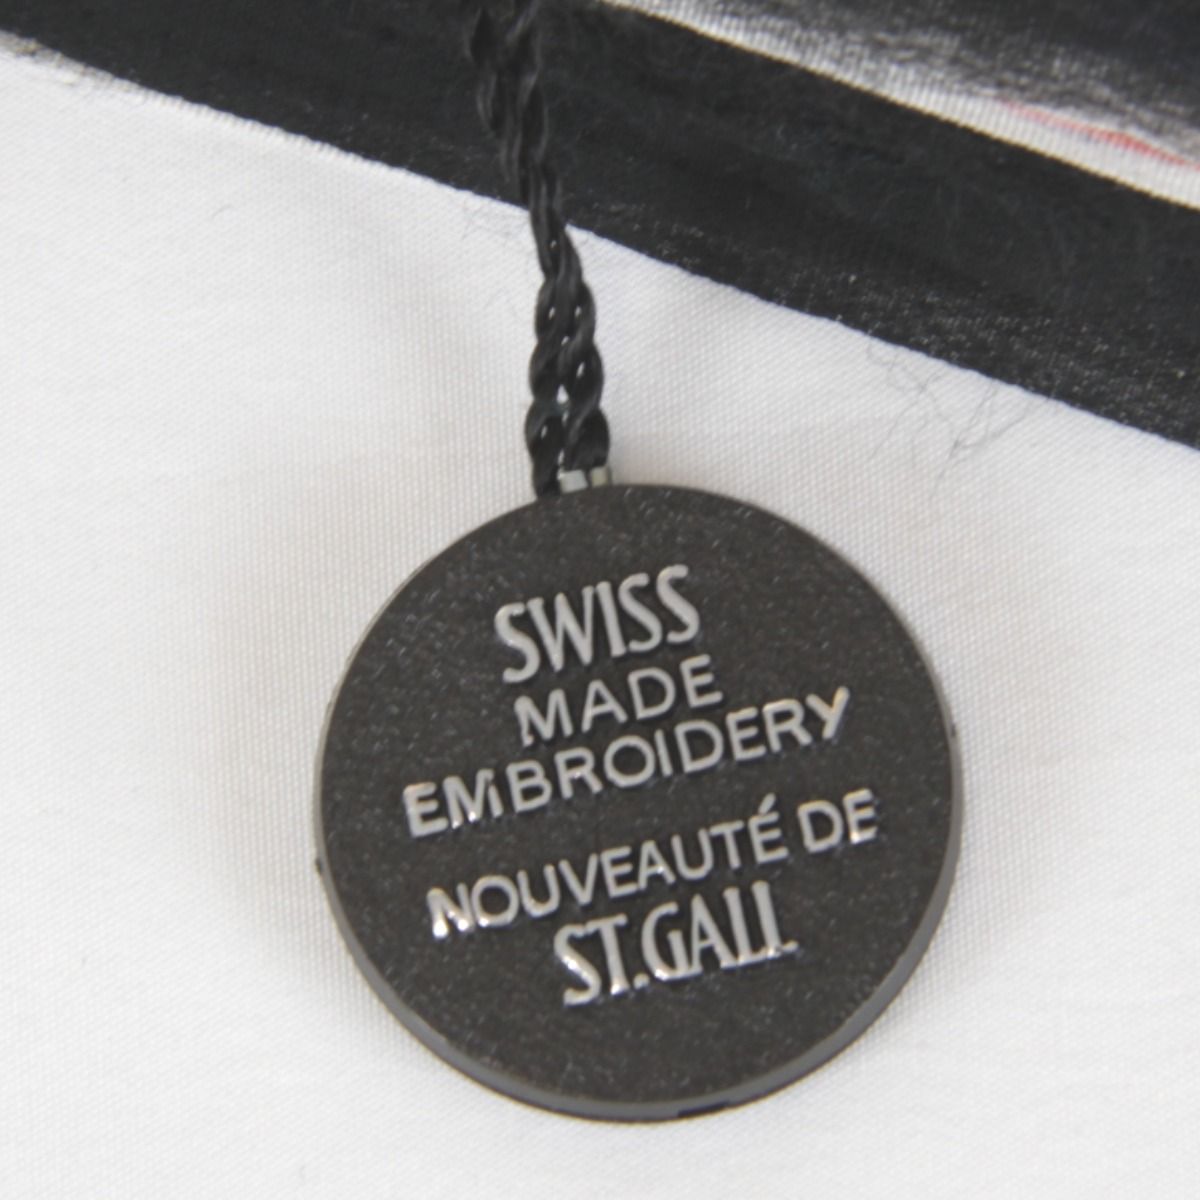 SWISS
MADE
EMBROIDERY
NOUVEAUTÉ DE
ST.GALL